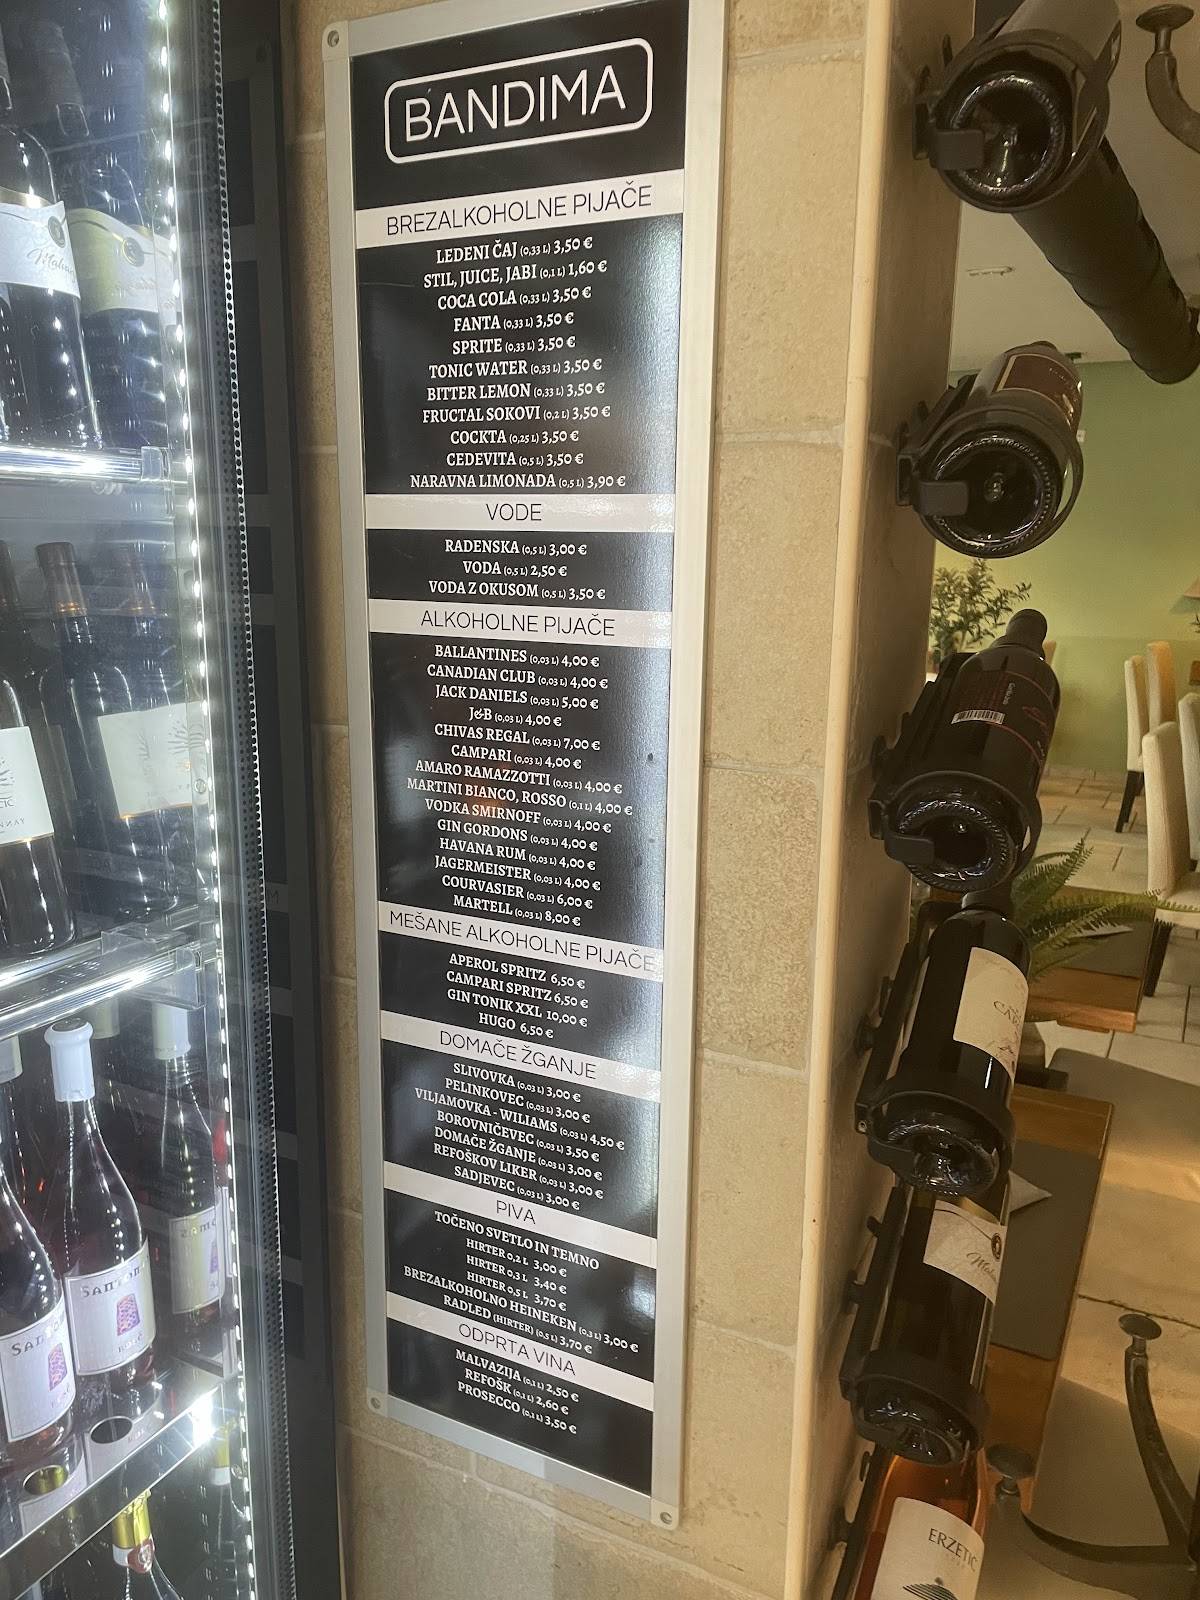 BANDIMA
BREZALKOHOLNE PIJAČE
LEDENI ČAJ (0,33 L) 3,50 €
STIL, JUICE, JABI (0,1 L) 1,60 €
COCA COLA (0,33 L) 3,50 €
FANTA (0,33 L) 3,50 €
SPRITE (0,33 L) 3,50 €
TONIC WATER (0,33 L) 3,50 €
BITTER LEMON (0,33 L) 3,50 €
FRUCTAL SOKOVI (0,2 L) 3,50 €
COCKTA (0,25 L) 3,50 €
CEDEVITA (0,5 L) 3,50 €
NARAVNA LIMONADA (0,5 L) 3,90 €
VODE
RADENSKA (0,5 L) 3,00 €
VODA (0,5 L) 2,50 €
VODA Z OKUSOM (0,5 L) 3,50 €
ALKOHOLNE PIJAČE
BALLANTINES (0,03 L) 4,00 €
CANADIAN CLUB (0,03 L) 4,00 €
JACK DANIELS (0,03 L) 5,00 €
J&B (0,03 L) 4,00 €
CHIVAS REGAL (0,03 L) 7,00 €
CAMPARI (0,03 L) 4,00 €
AMARO RAMAZZOTTI (0,03 L) 4,00 €
MARTINI BIANCO, ROSSO (0,1 L) 4,00 €
VODKA SMIRNOFF (0,03 L) 4,00 €
GIN GORDONS (0,03 L) 4,00 €
HAVANA RUM (0,03 L) 4,00 €
JAGERMEISTER (0,03 L) 4,00 €
COURVASIER (0,03 L) 6,00 €
MARTELL (0,03 L) 8,00 €
MEŠANE ALKOHOLNE PIJAČE
APEROL SPRITZ 6,50 €
CAMPARI SPRITZ 6,50 €
GIN TONIK XXL 10,00 €
HUGO 6,50 €
DOMAČE ŽGANJE
SLIVOVKA (0,03 L) 3,00 €
PELINKOVEC (0,03 L) 3,00 €
VILJAMOVKA - WILIAMS (0,03 L) 4,50 €
BOROVNIČEVEC (0,03 L) 3,50 €
DOMAČE ŽGANJE (0,03 L) 3,00 €
REFOŠKOV LIKER (0,03 L) 3,00 €
SADJEVEC (0,03 L) 3,00 €
PIVA
TOČENO SVETLO IN TEMNO
HIRTER 0,2 L 3,00 €
HIRTER 0,3 L 3,40 €
HIRTER 0,5 L 3,70 €
BREZALKOHOLNO HEINEKEN (0,3 L) 3,00 €
RADLED (HIRTER) (0,5 L) 3,70 €
ODPRTA VINA
MALVAZIJA (0,1 L) 2,50 €
REFOŠK (0,1 L) 2,60 €
PROSECCO (0,1 L) 3,50 €
ERZETIČ